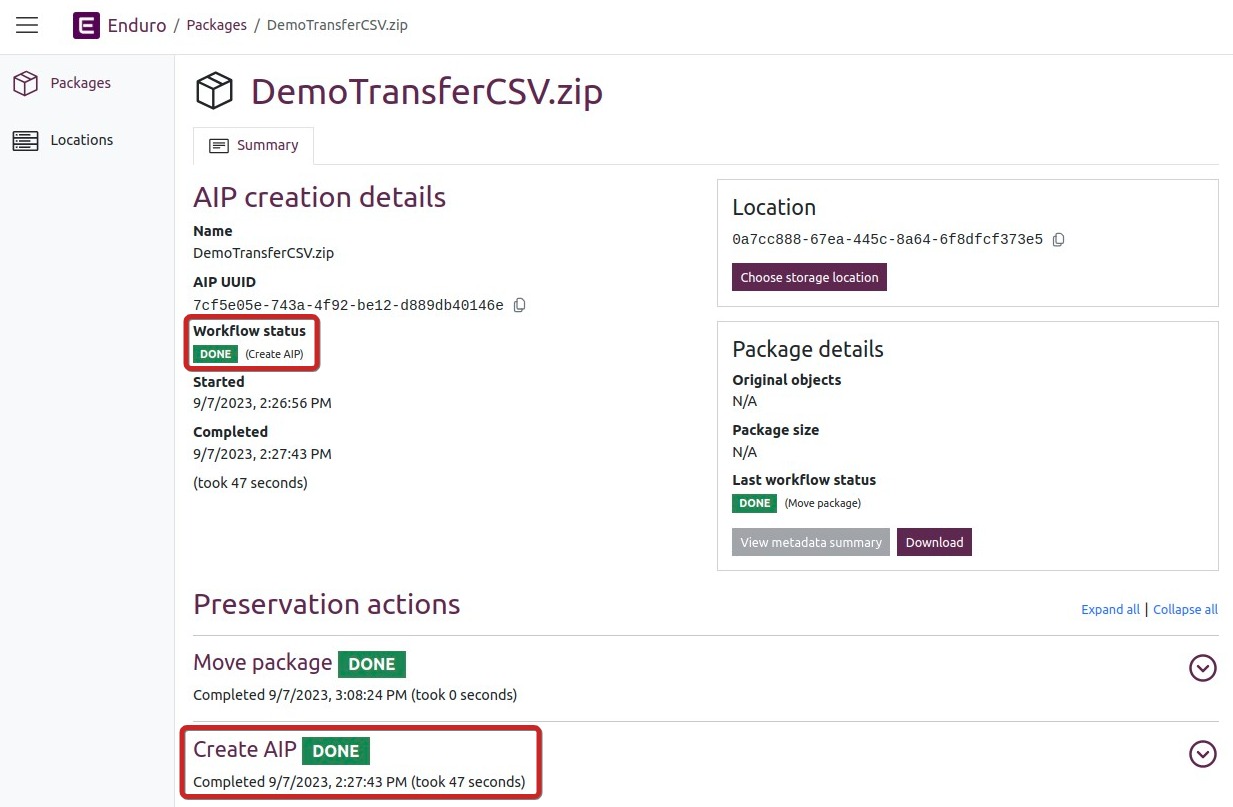 Enduro / Packages / DemoTransferCSV.zip
Packages
Locations
DemoTransferCSV.zip
Summary
AIP creation details
Name
DemoTransferCSV.zip
AIP UUID
7cf5e05e-743a-4f92-be12-d889db40146e
Workflow status
DONE (Create AIP)
Started
9/7/2023, 2:26:56 PM
Completed
9/7/2023, 2:27:43 PM
(took 47 seconds)
Location
0a7cc888-67ea-445c-8a64-6f8dfcf373e5
Choose storage location
Package details
Original objects
N/A
Package size
N/A
Last workflow status
DONE (Move package)
View metadata summary Download
Preservation actions
Expand all | Collapse all
Move package DONE
Completed 9/7/2023, 3:08:24 PM (took 0 seconds)
Create AIP DONE
Completed 9/7/2023, 2:27:43 PM (took 47 seconds)